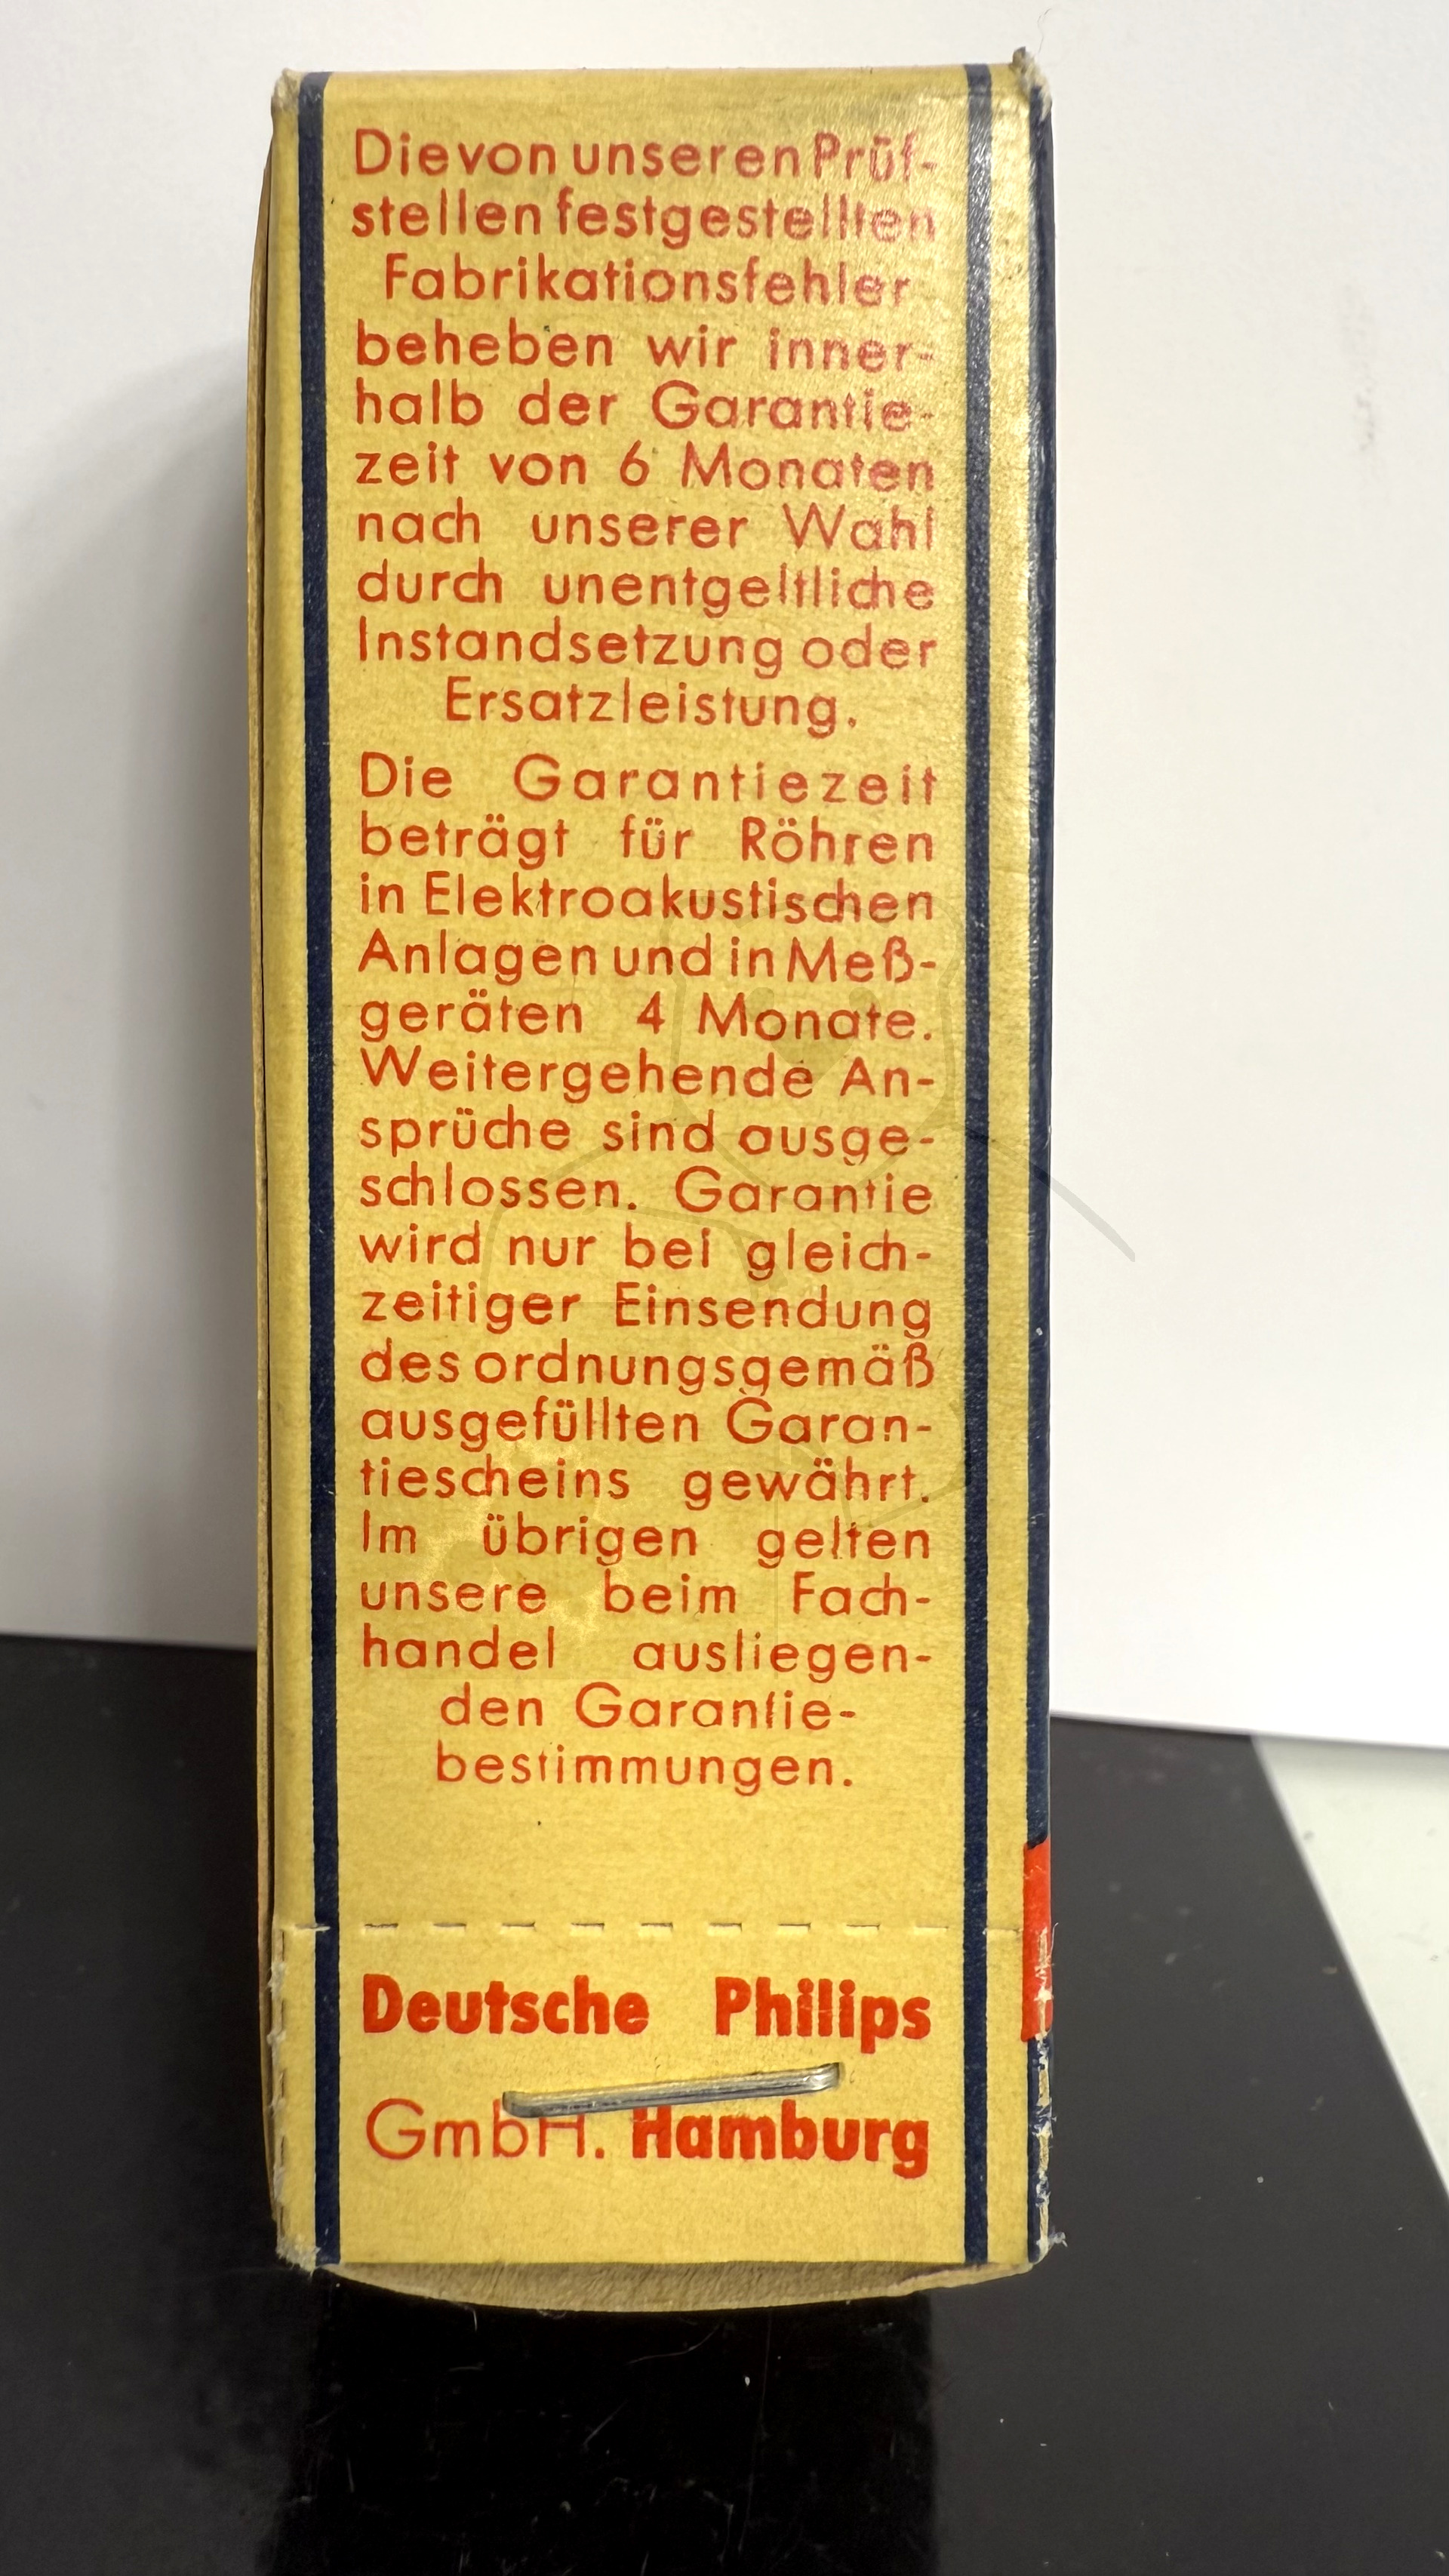 Die von unseren Prüf-
stellen festgestellten
Fabrikationsfehler
beheben wir inner-
halb der Garantie-
zeit von 6 Monaten
nach unserer Wahl
durch unentgeltliche
Instandsetzung oder
Ersatzleistung.
Die Garantiezeit
beträgt für Röhren
in Elektroakustischen
Anlagen und in Meß-
geräten 4 Monate.
Weitergehende An-
sprüche sind ausge-
schlossen. Garantie
wird nur bei gleich-
zeitiger Einsendung
des ordnungsgemäß
ausgefüllten Garan-
tiescheins gewährt.
Im übrigen gelten
unsere beim Fach-
handel ausliegen-
den Garantie-
bestimmungen.
Deutsche Philips
GmbH. Hamburg